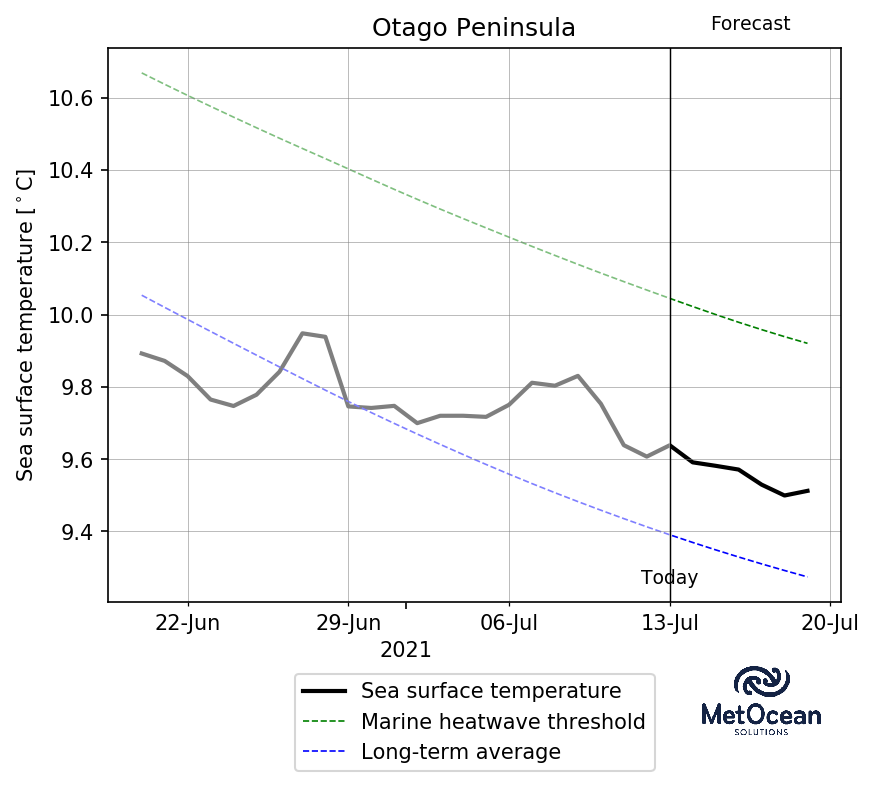 Otago Peninsula
Forecast
Sea surface temperature [°C]
10.6
10.4
10.2
10.0
9.8
9.6
9.4
Today
22-Jun
29-Jun
06-Jul
13-Jul
20-Jul
2021
Sea surface temperature
Marine heatwave threshold
Long-term average
MetOcean
SOLUTIONS